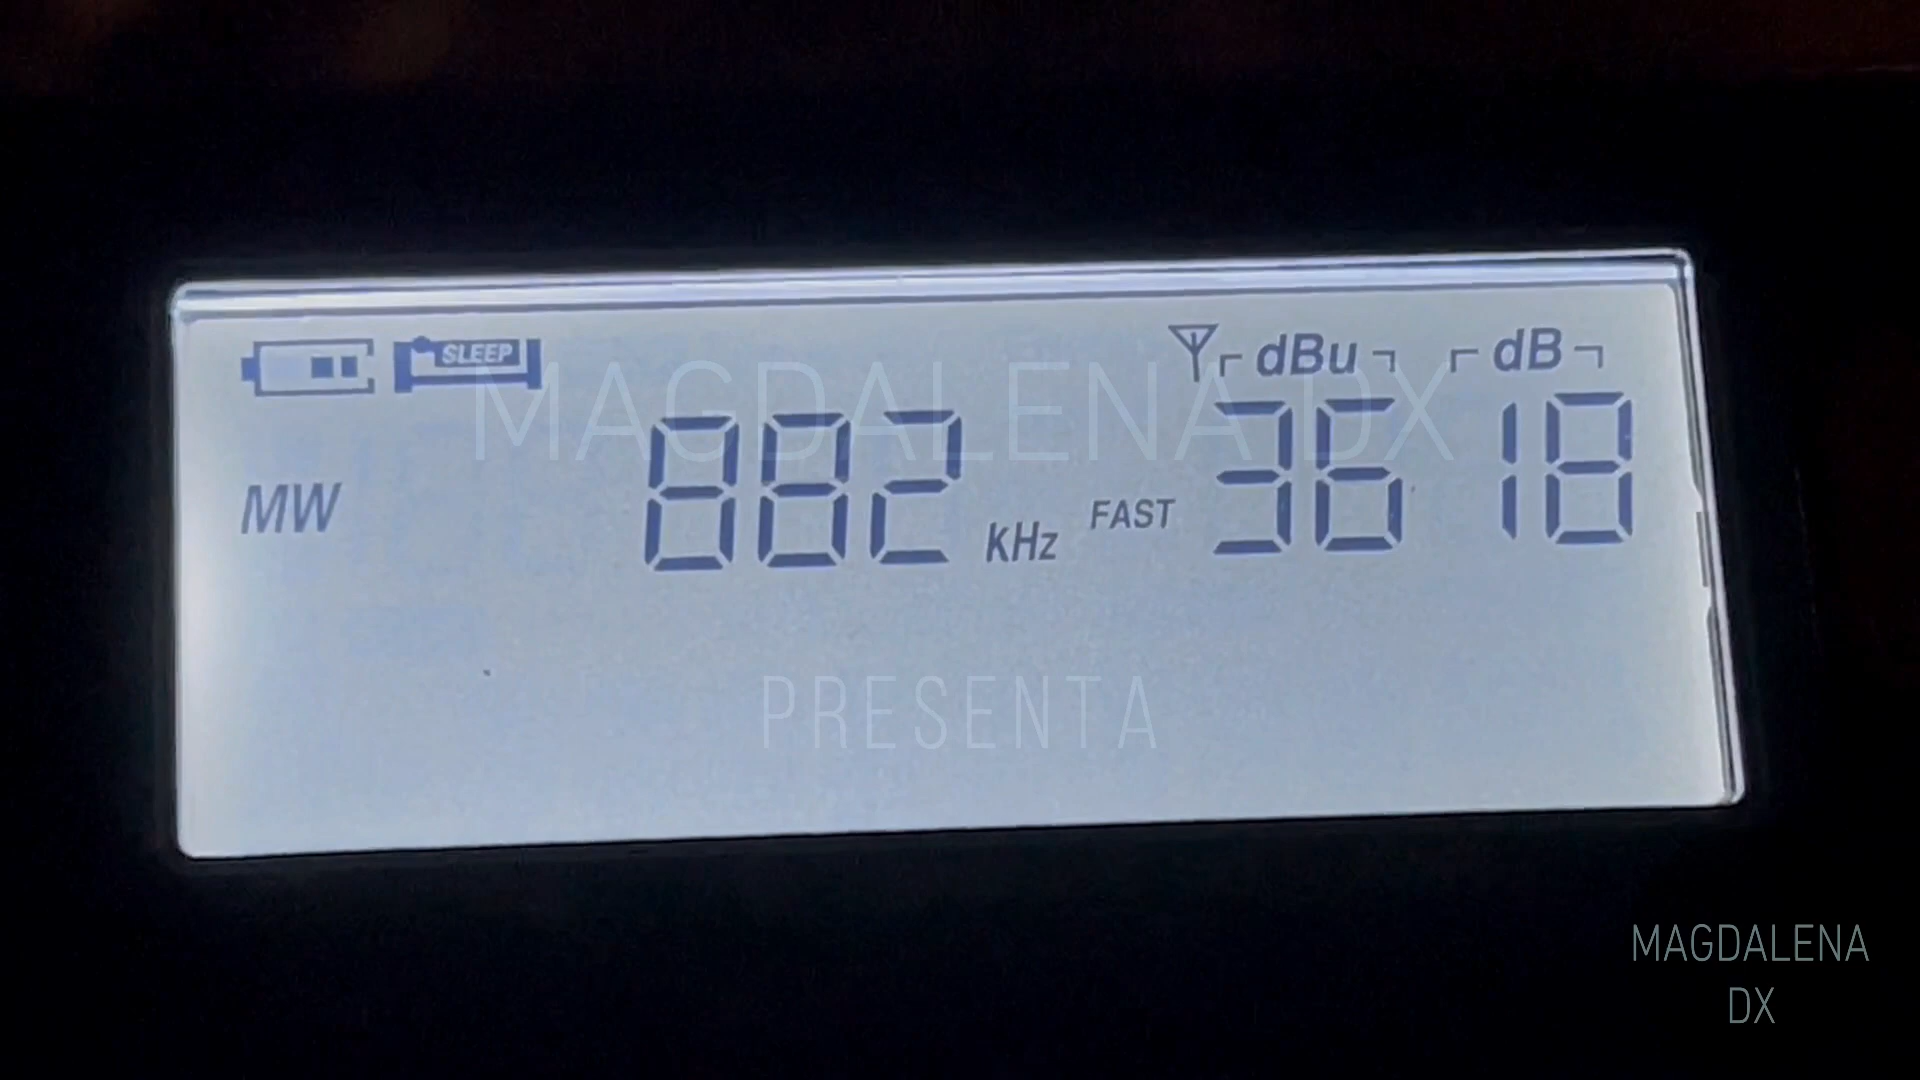 SLEEP
dBu dB
MAGDALENA DX
MW 882 kHz FAST 36 18
PRESENTA
MAGDALENA
DX